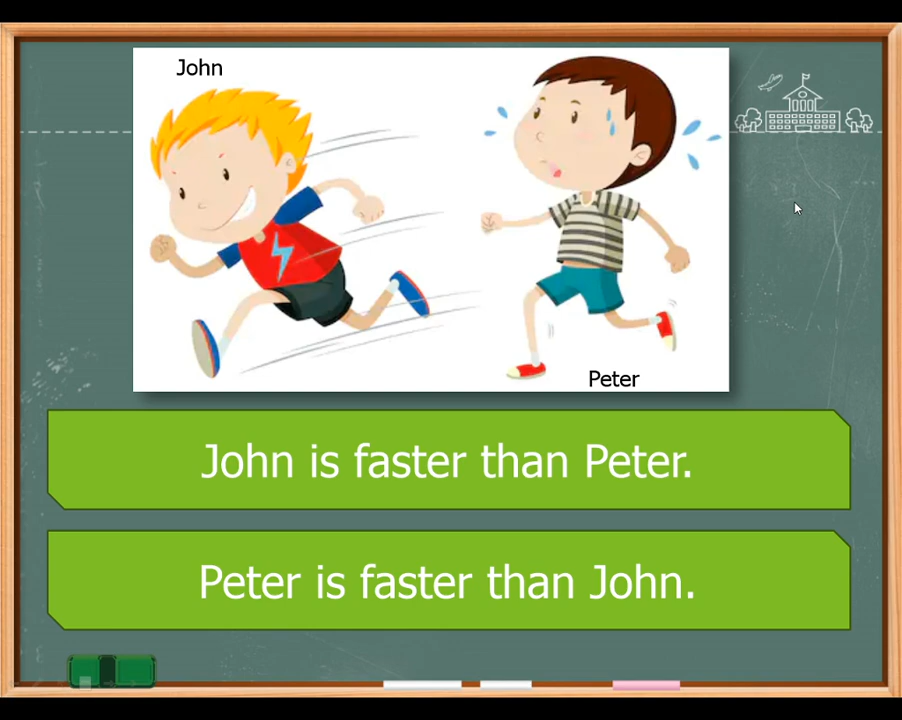 John
Peter
John is faster than Peter.
Peter is faster than John.